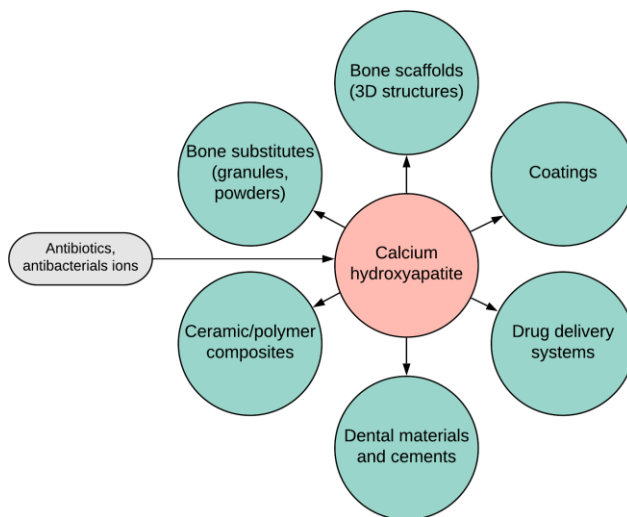 Bone scaffolds
(3D structures)
Bone substitutes
(granules,
powders)
Coatings
Antibiotics,
antibacterials ions
Calcium
hydroxyapatite
Ceramic/polymer
composites
Drug delivery
systems
Dental materials
and cements